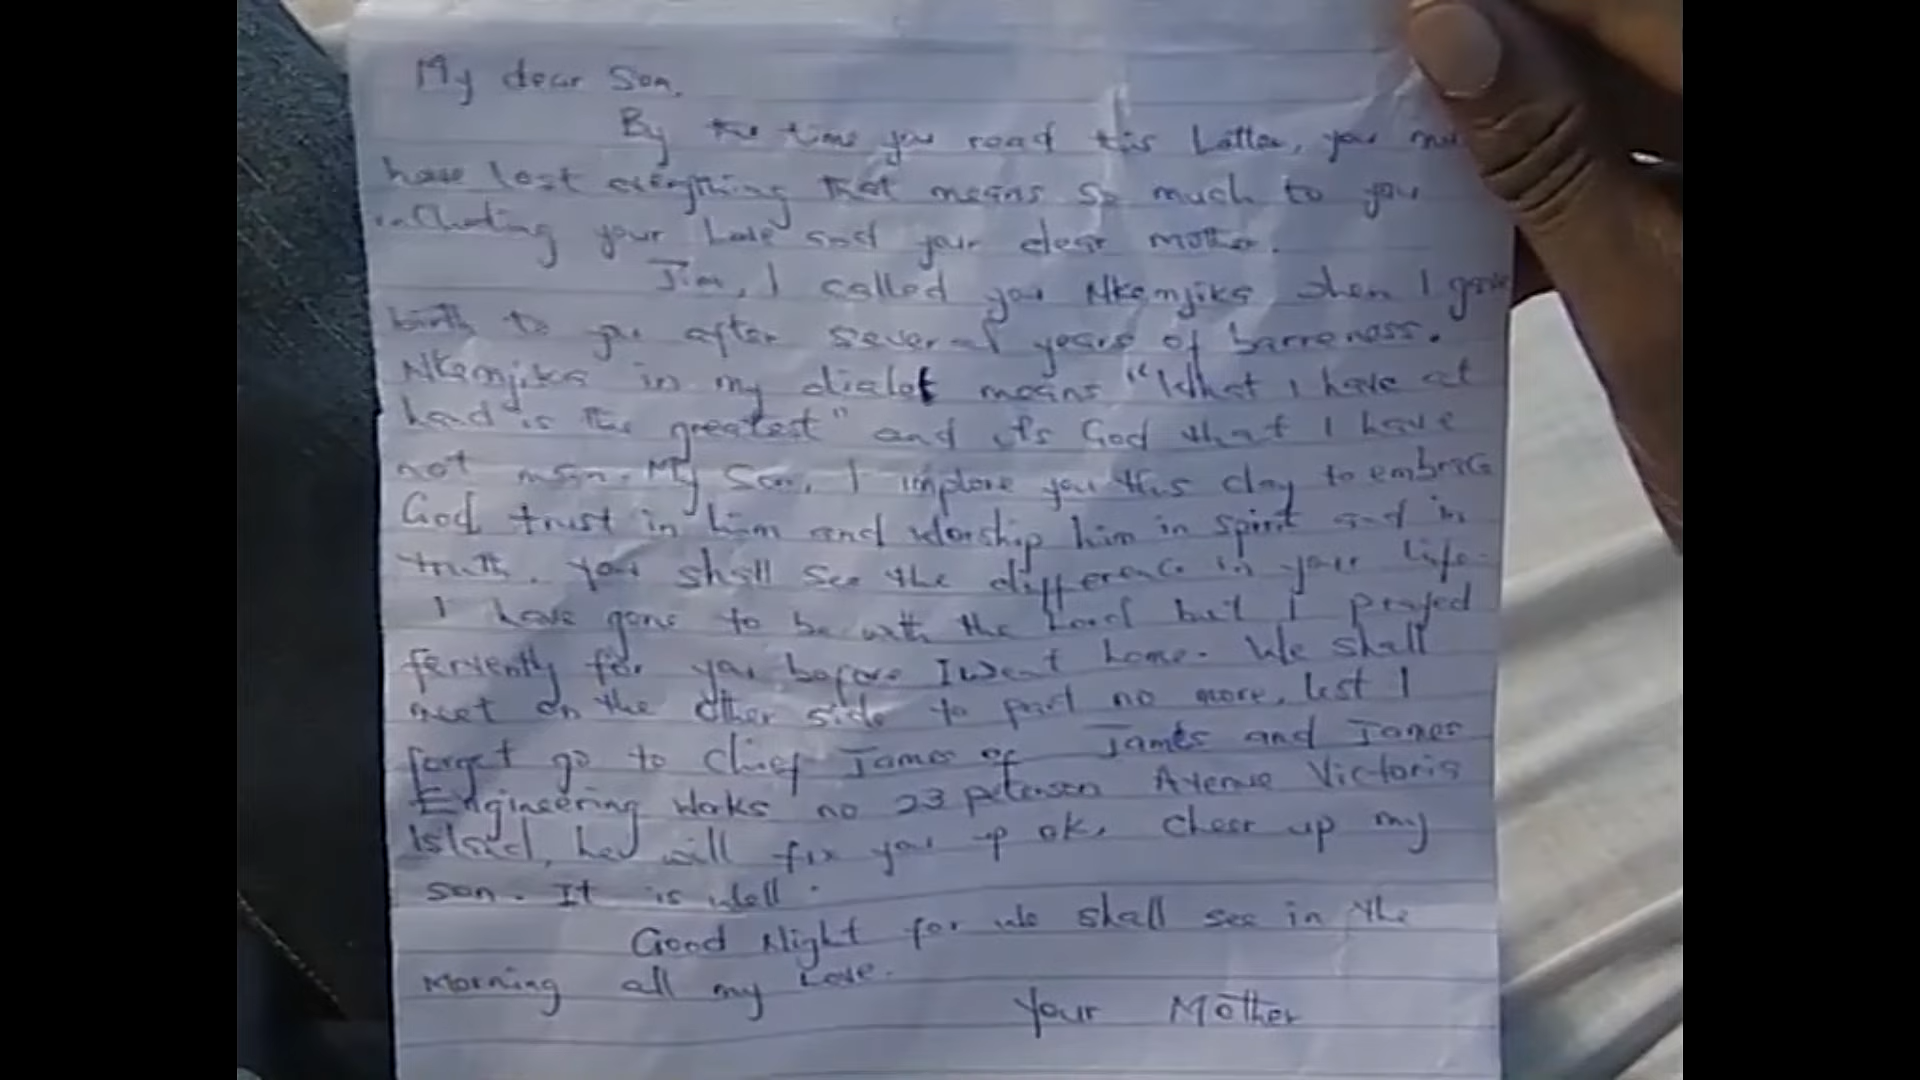 My dear Son,
By the time you read this Latter, you
have lost everything that means so much to you
including your Love and your dear mother.
Jim, I called you Nkemjika when I gave
birth to you after several years of barreness.
Nkemjika in my dialet means "What I have at
hand is the greatest" and it's God that I have
not man. My Son, I implore you this day to embrace
God trust in him and worship him in spirit and in
truth. You shall see the difference in your life.
I have gone to be with the Lord but I prayed
fervently for you before I went home. We shall
meet on the other side to part no more, lest I
forget go to chief James of James and James
Engineering Works no 23 peterson Avenue Victoria
Island, he will fix you up ok, cheer up my
son. It is well.
Good Night for we shall see in the
Morning all my Love.
Your Mother